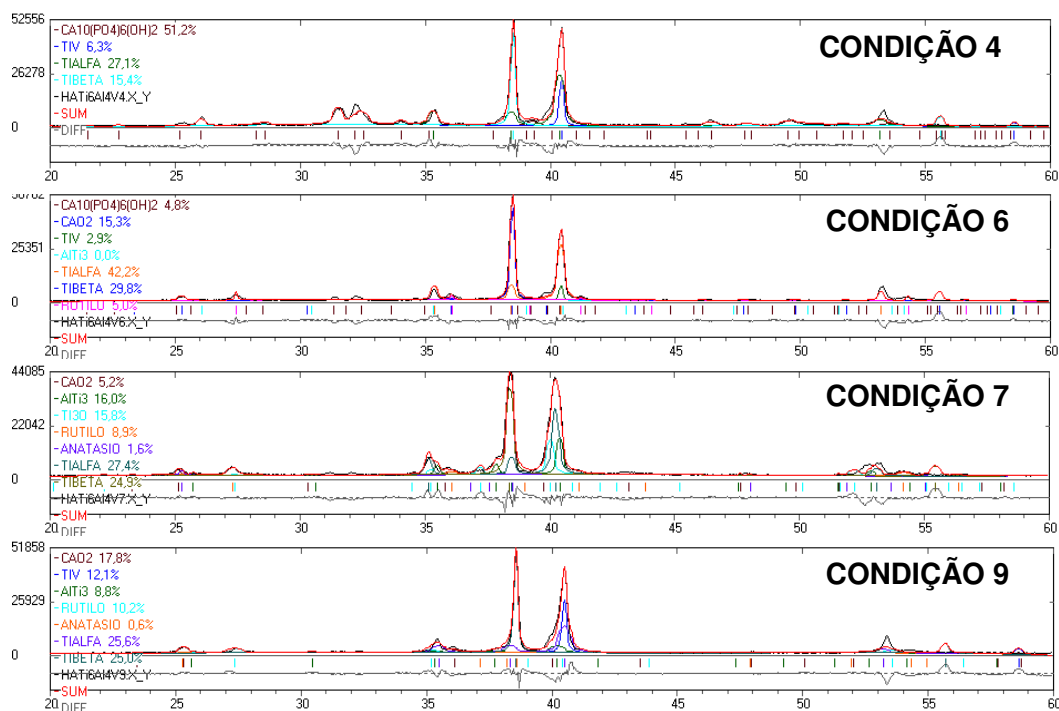 52556
26278
0
CA10(PO4)6(OH)2 51,2%
TIV 6,3%
TIALFA 27,1%
TIBETA 15,4%
HATi6Al4V4.X_Y
SUM
DIFF
CONDIÇÃO 4
20 25 30 35 40 45 50 55 60
25351
0
CA10(PO4)6(OH)2 4,8%
CAO2 15,3%
TIV 2,9%
AlTi3 0,0%
TIALFA 42,2%
TIBETA 29,8%
RUTILO 5,0%
HATi6Al4V6.X_Y
SUM
DIFF
CONDIÇÃO 6
20 25 30 35 40 45 50 55 60
44085
22042
0
CAO2 5,2%
AlTi3 16,0%
TI3O 15,8%
RUTILO 8,9%
ANATASIO 1,6%
TIALFA 27,4%
TIBETA 24,9%
HATi6Al4V7.X_Y
SUM
DIFF
CONDIÇÃO 7
20 25 30 35 40 45 50 55 60
51858
25929
0
CAO2 17,8%
TIV 12,1%
AlTi3 8,8%
RUTILO 10,2%
ANATASIO 0,6%
TIALFA 25,6%
TIBETA 25,0%
HATi6Al4V9.X_Y
SUM
DIFF
CONDIÇÃO 9
20 25 30 35 40 45 50 55 60